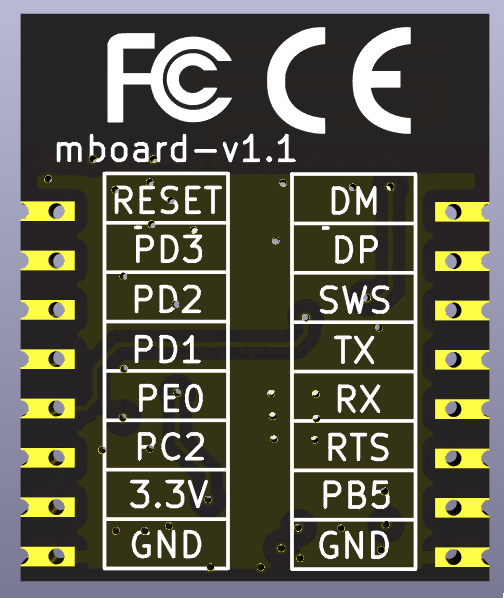 FC CE
mboard-v1.1
RESET DM
PD3 DP
PD2 SWS
PD1 TX
PE0 RX
PC2 RTS
3.3V PB5
GND GND